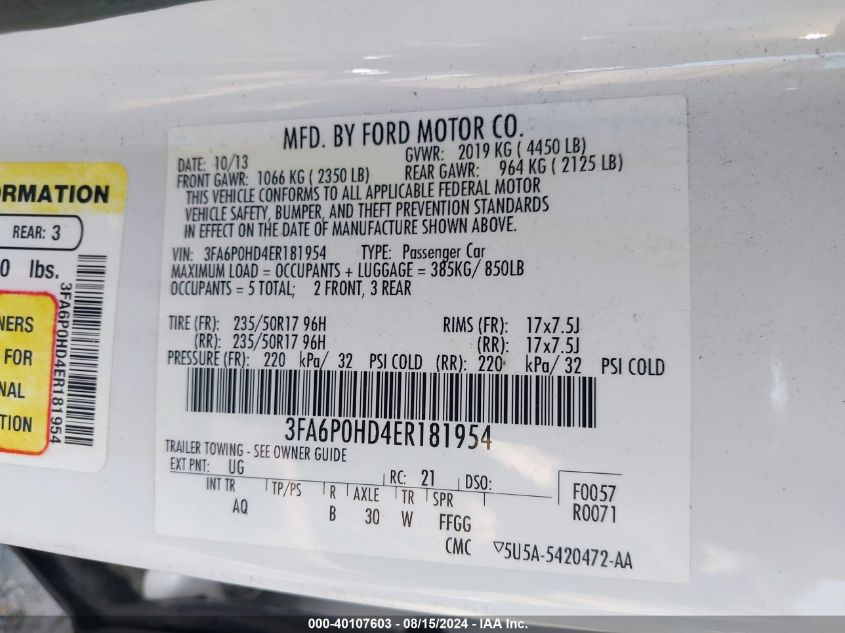 MFD. BY FORD MOTOR CO.
DATE: 10/13 GVWR: 2019 KG ( 4450 LB)
FRONT GAWR: 1066 KG ( 2350 LB) REAR GAWR: 964 KG ( 2125 LB)
THIS VEHICLE CONFORMS TO ALL APPLICABLE FEDERAL MOTOR
VEHICLE SAFETY, BUMPER, AND THEFT PREVENTION STANDARDS
IN EFFECT ON THE DATE OF MANUFACTURE SHOWN ABOVE.
VIN: 3FA6P0HD4ER181954 TYPE: Passenger Car
MAXIMUM LOAD = OCCUPANTS + LUGGAGE = 385KG/ 850LB
OCCUPANTS = 5 TOTAL; 2 FRONT, 3 REAR
TIRE (FR): 235/50R17 96H RIMS (FR): 17x7.5J
(RR): 235/50R17 96H (RR): 17x7.5J
PRESSURE (FR): 220 kPa/ 32 PSI COLD (RR): 220 kPa/ 32 PSI COLD
3FA6P0HD4ER181954
TRAILER TOWING - SEE OWNER GUIDE
EXT PNT: UG RC: 21 DSO:
INT TR TP/PS R AXLE TR SPR
AQ B 30 W FFGG
F0057
R0071
CMC ▽5U5A-5420472-AA
ORMATION
REAR: 3
0 lbs.
NERS
FOR
NAL
TION
3FA6P0HD4ER181954
000-40107603 - 08/15/2024 - IAA Inc.